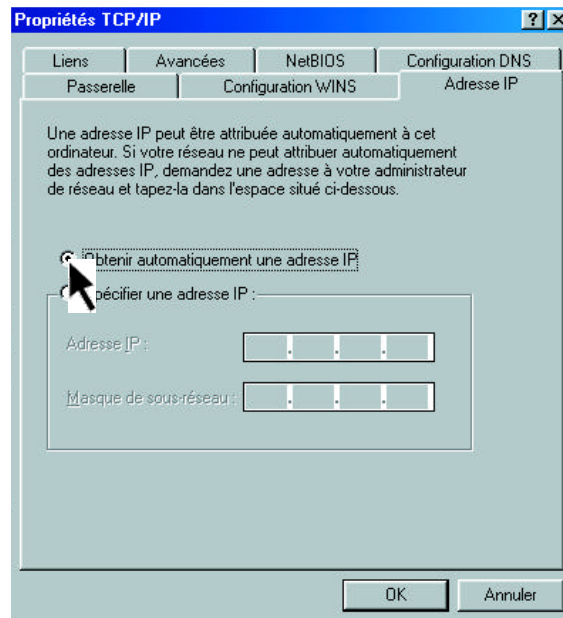 Propriétés TCP/IP
Liens Avancées NetBIOS Configuration DNS
Passerelle Configuration WINS Adresse IP
Une adresse IP peut être attribuée automatiquement à cet
ordinateur. Si votre réseau ne peut attribuer automatiquement
des adresses IP, demandez une adresse à votre administrateur
de réseau et tapez-la dans l'espace situé ci-dessous.
Obtenir automatiquement une adresse IP
Spécifier une adresse IP :
Adresse IP :
. . .
Masque de sous-réseau :
. . .
OK Annuler